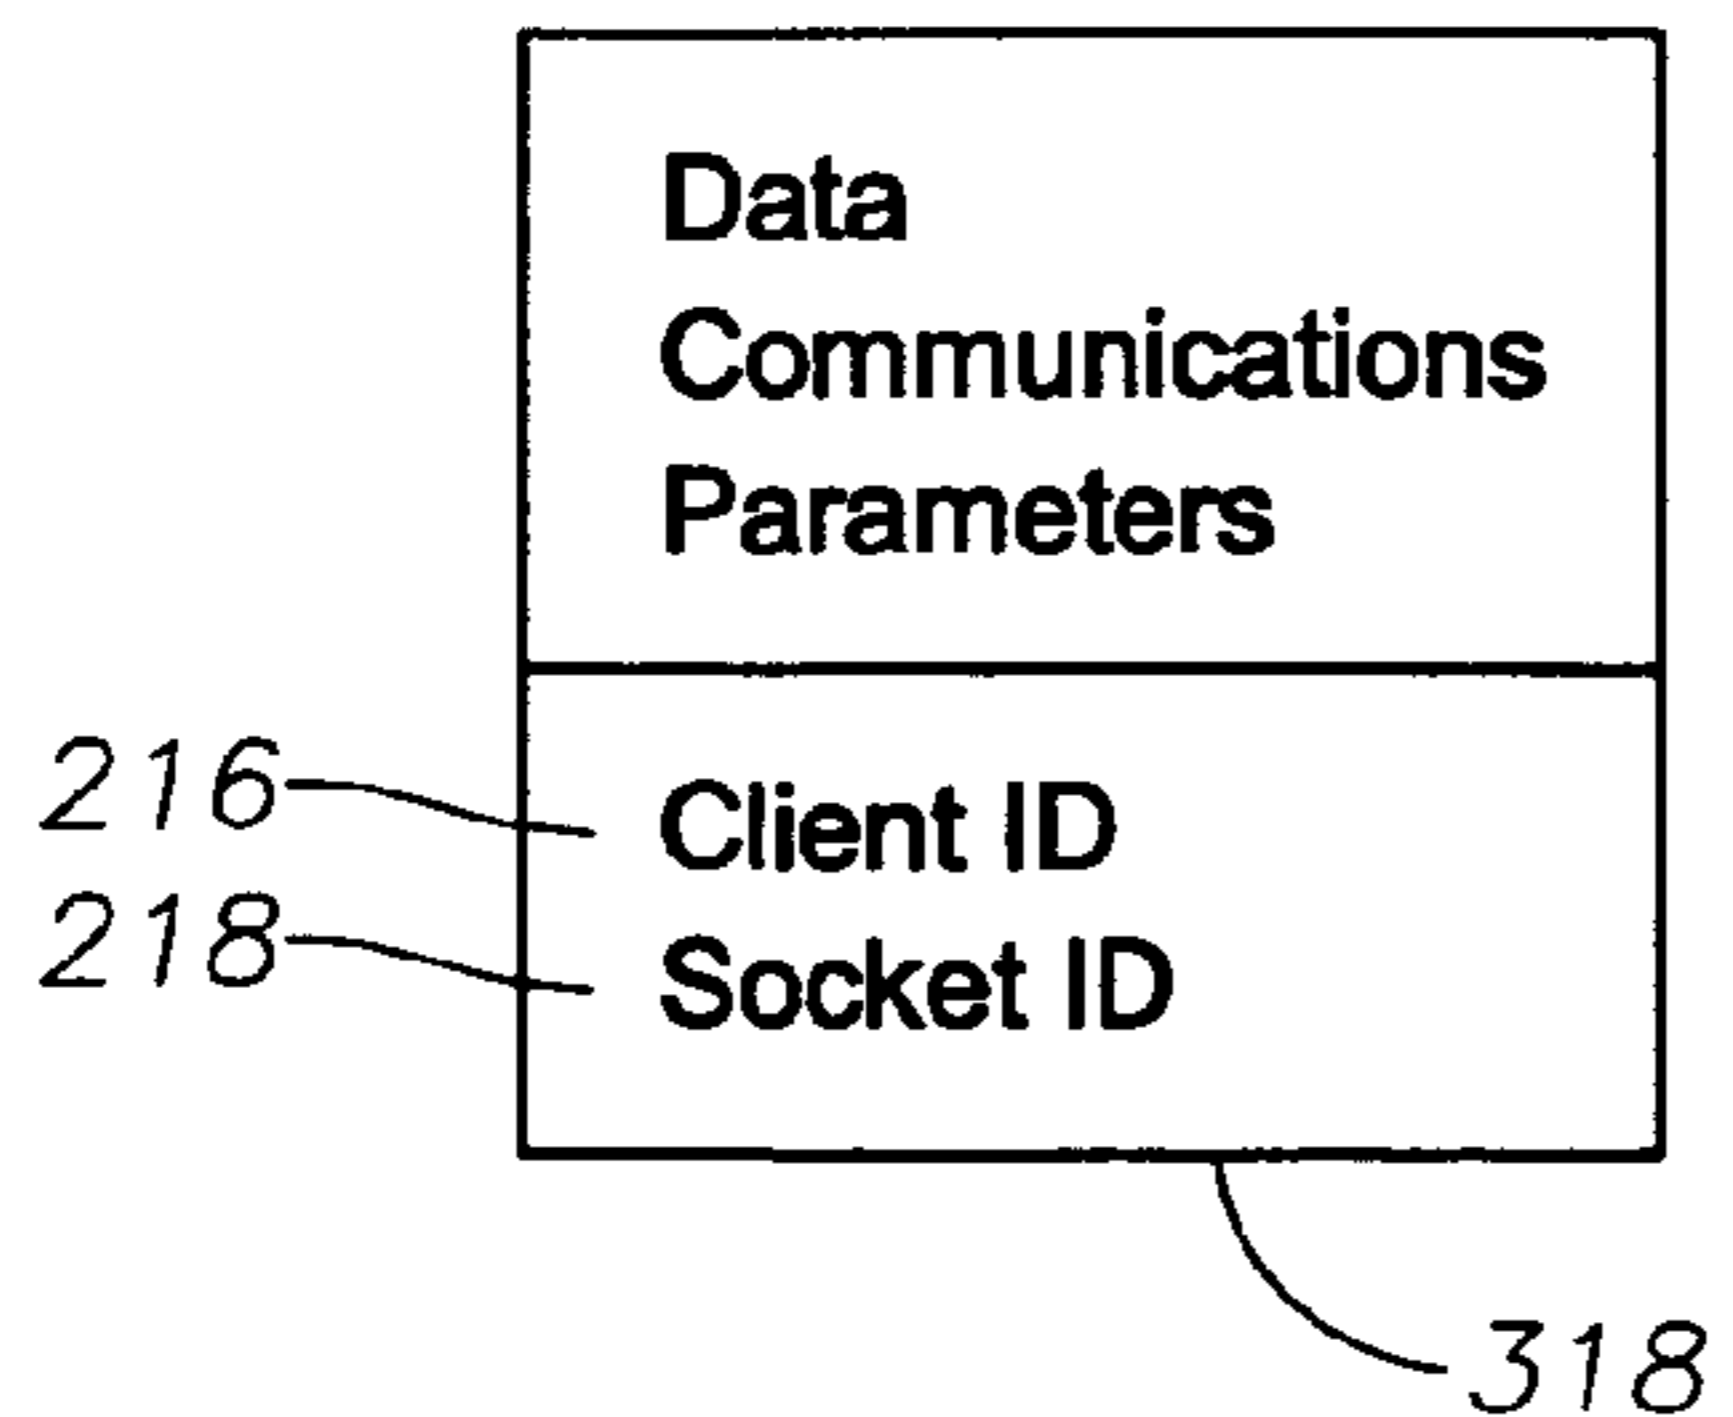 Data
Communications
Parameters
216 Client ID
218 Socket ID
318